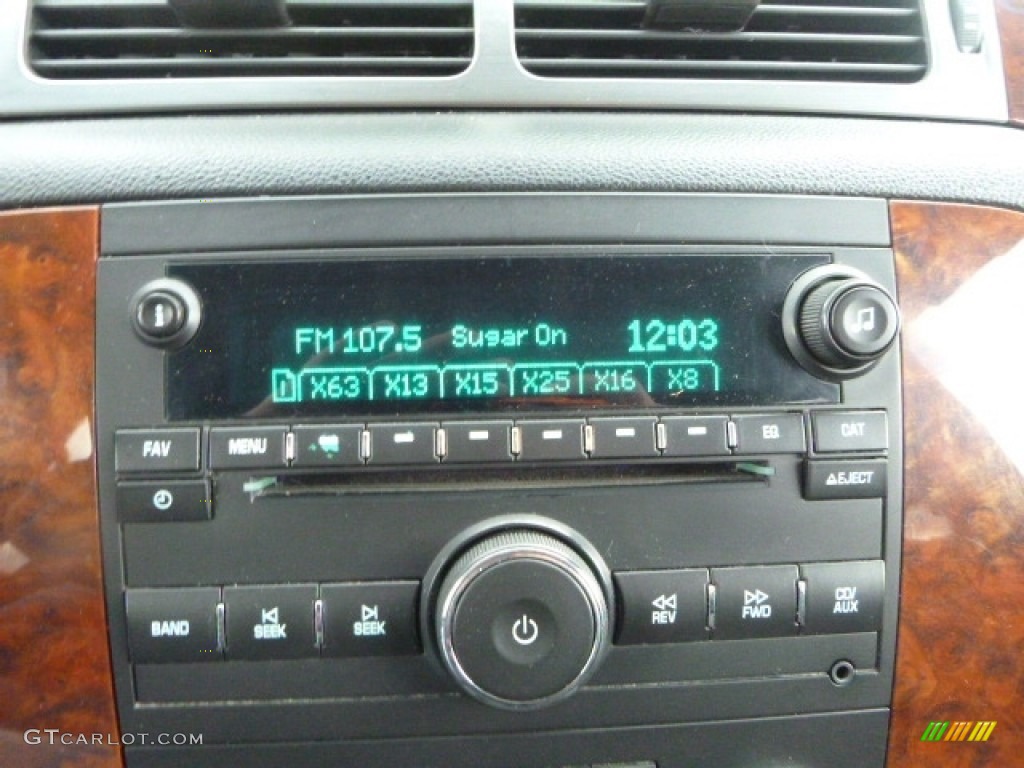 FM 107.5 Sugar On 12:03
X63 X13 X15 X25 X16 X8
FAV MENU EQ CAT
EJECT
BAND SEEK SEEK REV FWD CD/
AUX
GTCARLOT.COM